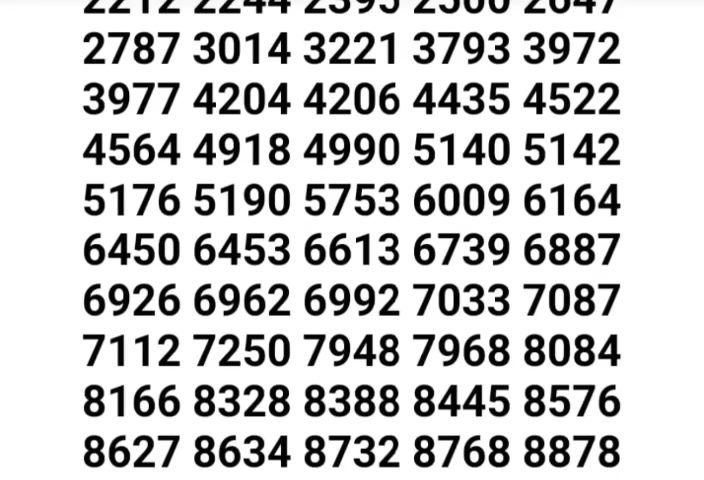 2787 3014 3221 3793 3972
3977 4204 4206 4435 4522
4564 4918 4990 5140 5142
5176 5190 5753 6009 6164
6450 6453 6613 6739 6887
6926 6962 6992 7033 7087
7112 7250 7948 7968 8084
8166 8328 8388 8445 8576
8627 8634 8732 8768 8878